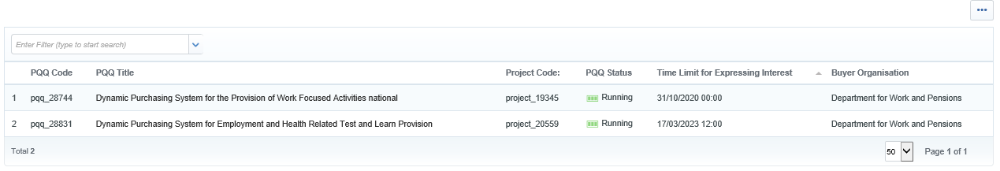 •••
Enter Filter (type to start search)
PQQ Code PQQ Title Project Code: PQQ Status Time Limit for Expressing Interest Buyer Organisation
1 pqq_28744 Dynamic Purchasing System for the Provision of Work Focused Activities national project_19345 Running 31/10/2020 00:00 Department for Work and Pensions
2 pqq_28831 Dynamic Purchasing System for Employment and Health Related Test and Learn Provision project_20559 Running 17/03/2023 12:00 Department for Work and Pensions
Total 2 50 Page 1 of 1